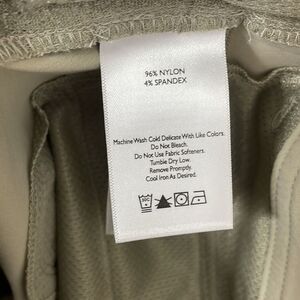 96% NYLON
4% SPANDEX
Machine Wash Cold Delicate With Like Colors.
Do Not Bleach.
Do Not Use Fabric Softeners.
Tumble Dry Low.
Remove Promptly.
Cool Iron As Desired.
30C